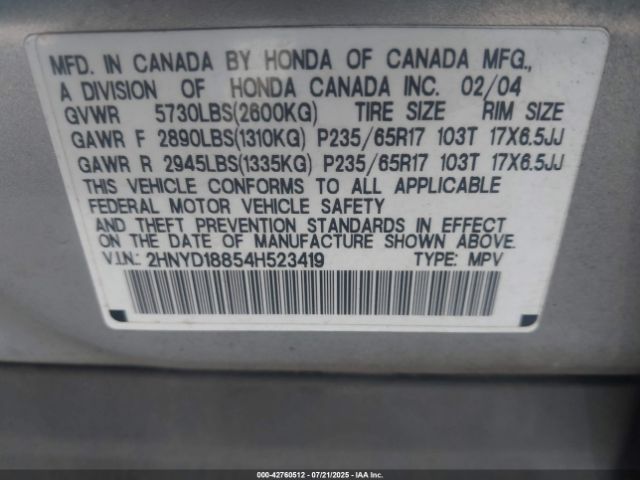 MFD. IN CANADA BY HONDA OF CANADA MFG.,
A DIVISION OF HONDA CANADA INC. 02/04
GVWR 5730LBS(2600KG) TIRE SIZE RIM SIZE
GAWR F 2890LBS(1310KG) P235/65R17 103T 17X6.5JJ
GAWR R 2945LBS(1335KG) P235/65R17 103T 17X6.5JJ
THIS VEHICLE CONFORMS TO ALL APPLICABLE
FEDERAL MOTOR VEHICLE SAFETY
AND THEFT PREVENTION STANDARDS IN EFFECT
ON THE DATE OF MANUFACTURE SHOWN ABOVE.
V.I.N.: 2HNYD18854H523419 TYPE: MPV
000-42760512 - 07/21/2025 - IAA Inc.